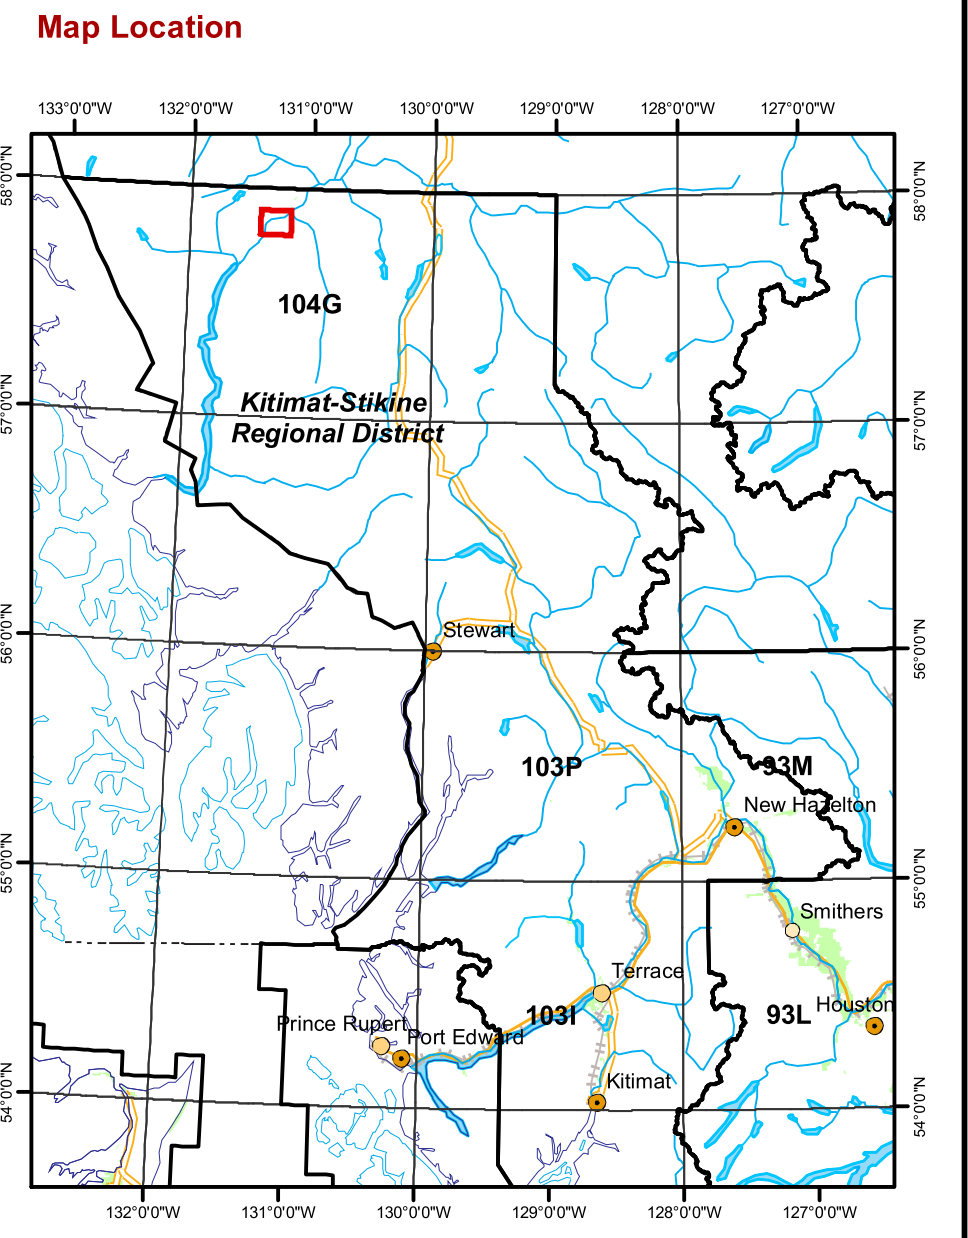 Map Location
133°0'0"W 132°0'0"W 131°0'0"W 130°0'0"W 129°0'0"W 128°0'0"W 127°0'0"W
58°0'0"N
58°0'0"N
104G
57°0'0"N
57°0'0"N
Kitimat-Stikine
Regional District
56°0'0"N
56°0'0"N
Stewart
103P
93M
New Hazelton
55°0'0"N
55°0'0"N
Smithers
Terrace
103I
93L
Houston
Prince Rupert
Port Edward
Kitimat
54°0'0"N
54°0'0"N
132°0'0"W 131°0'0"W 130°0'0"W 129°0'0"W 128°0'0"W 127°0'0"W